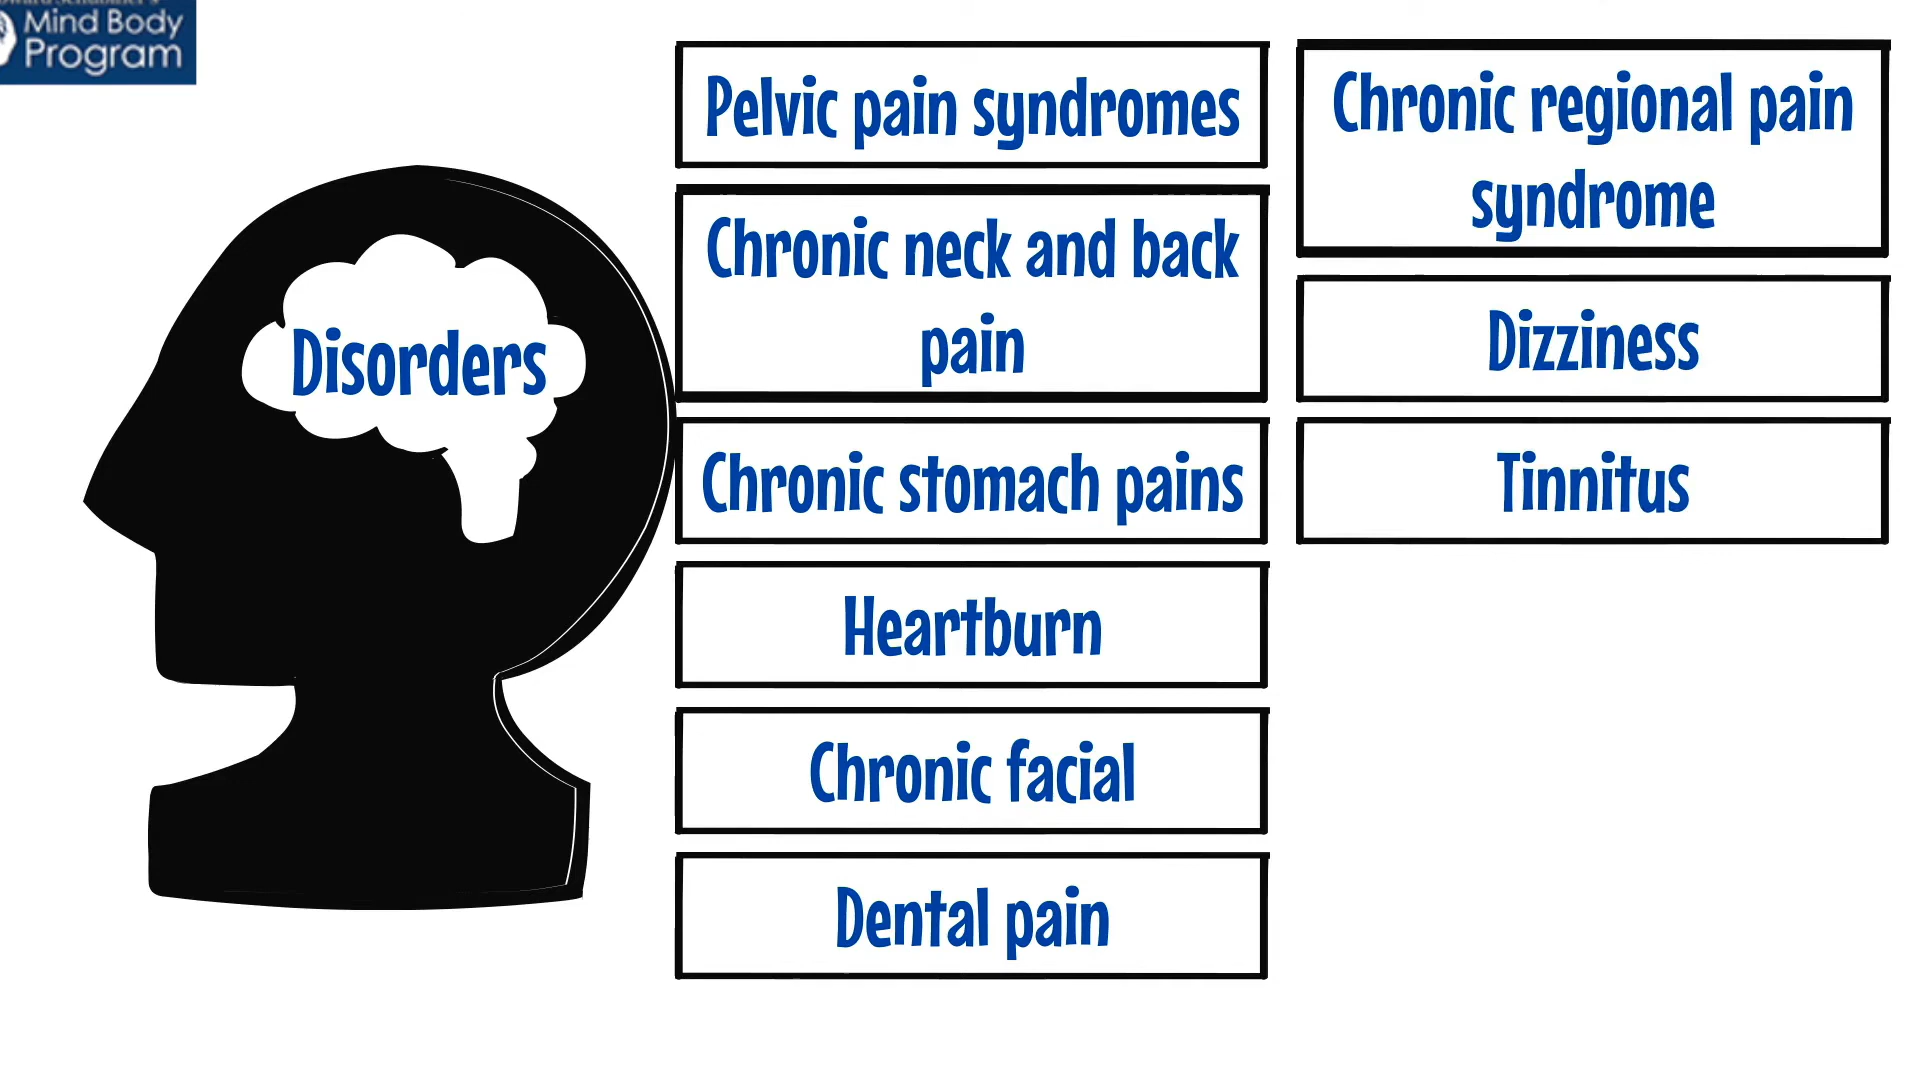 Mind Body
Program
Disorders
Pelvic pain syndromes
Chronic neck and back
pain
Chronic stomach pains
Heartburn
Chronic facial
Dental pain
Chronic regional pain
syndrome
Dizziness
Tinnitus